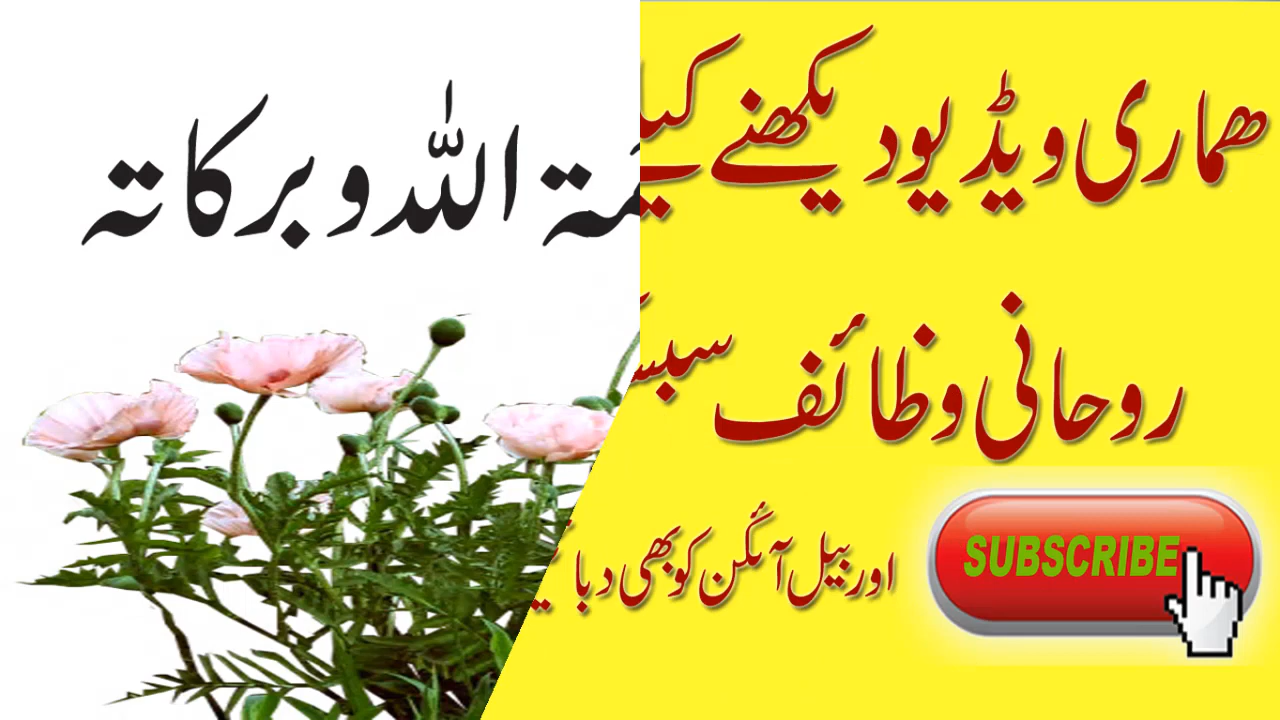 ھماری ویڈیو دیکھنے
روحانی وظائف
اور بیل آئکن کو بھی
SUBSCRIBE
اللہ وبرکاتہ